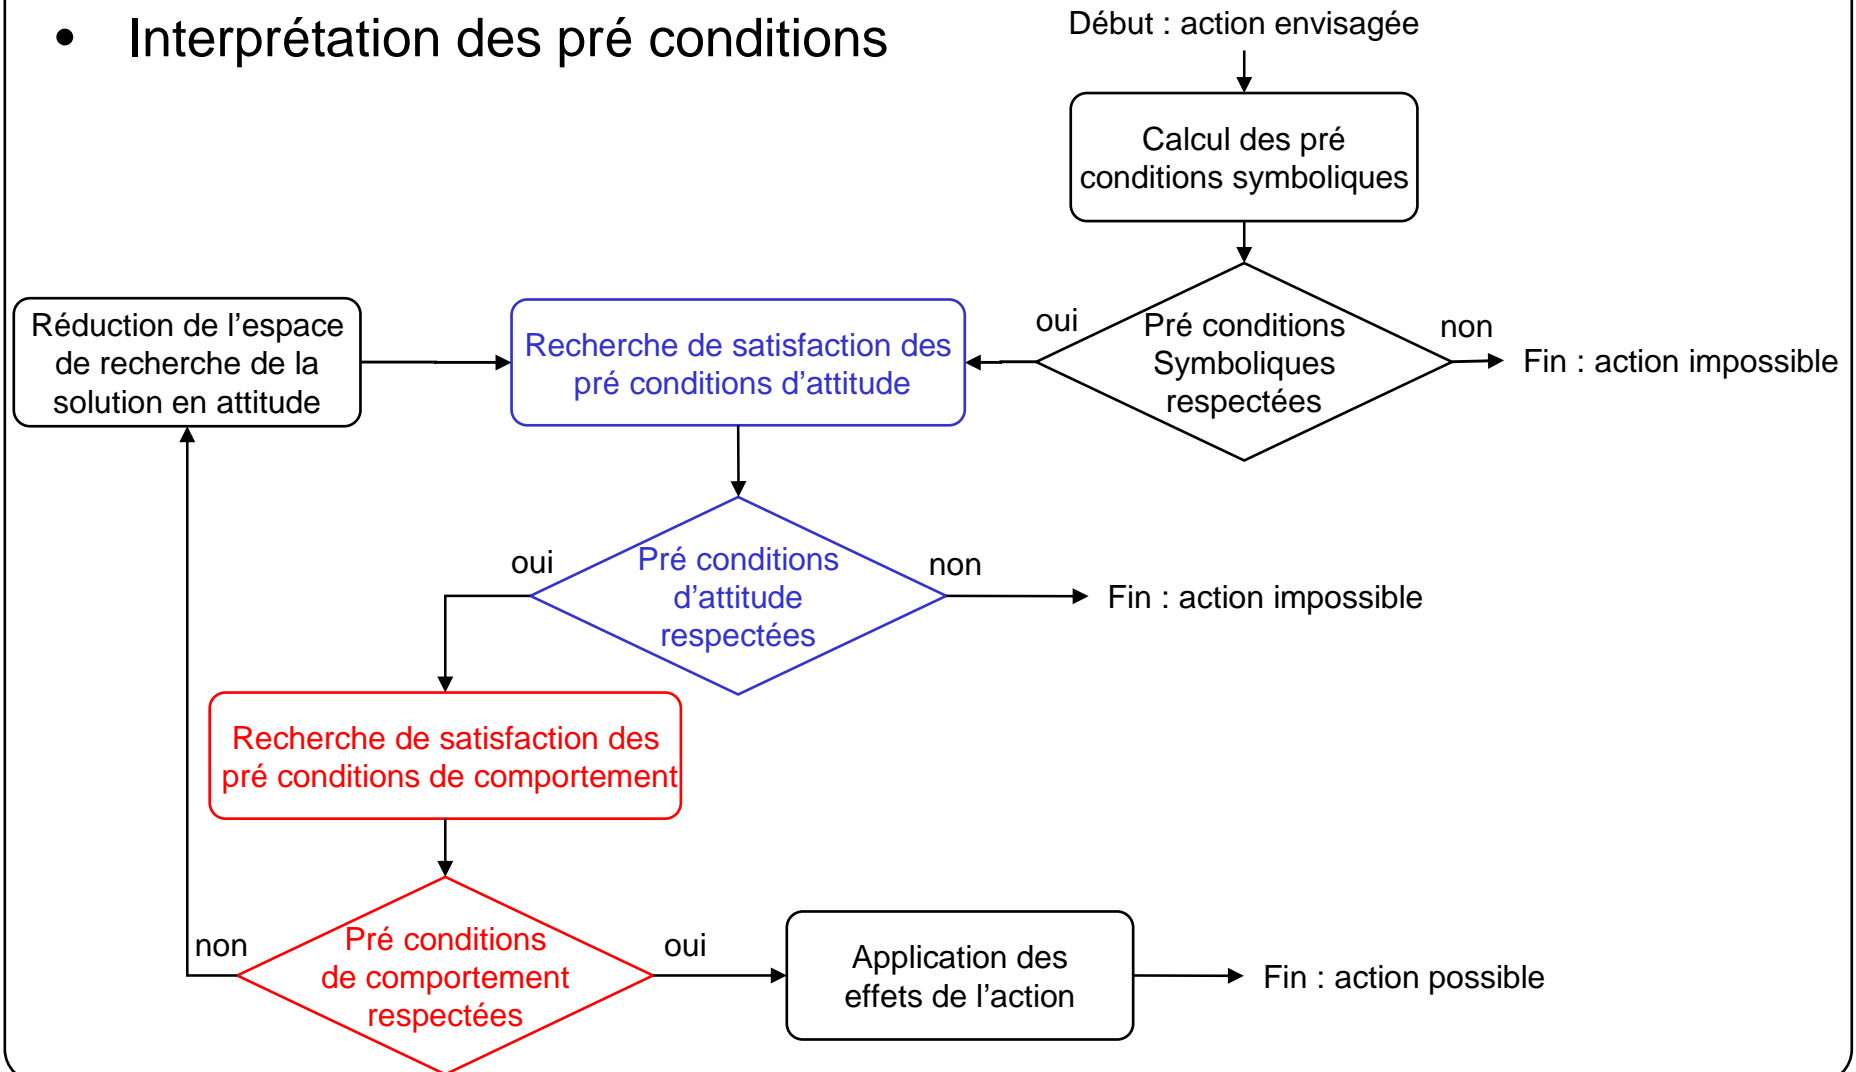 • Interprétation des pré conditions
Début : action envisagée
Calcul des pré
conditions symboliques
Pré conditions
Symboliques
respectées
oui
non
Fin : action impossible
Réduction de l’espace
de recherche de la
solution en attitude
Recherche de satisfaction des
pré conditions d’attitude
Pré conditions
d’attitude
respectées
oui
non
Fin : action impossible
Recherche de satisfaction des
pré conditions de comportement
Pré conditions
de comportement
respectées
non
oui
Application des
effets de l’action
Fin : action possible